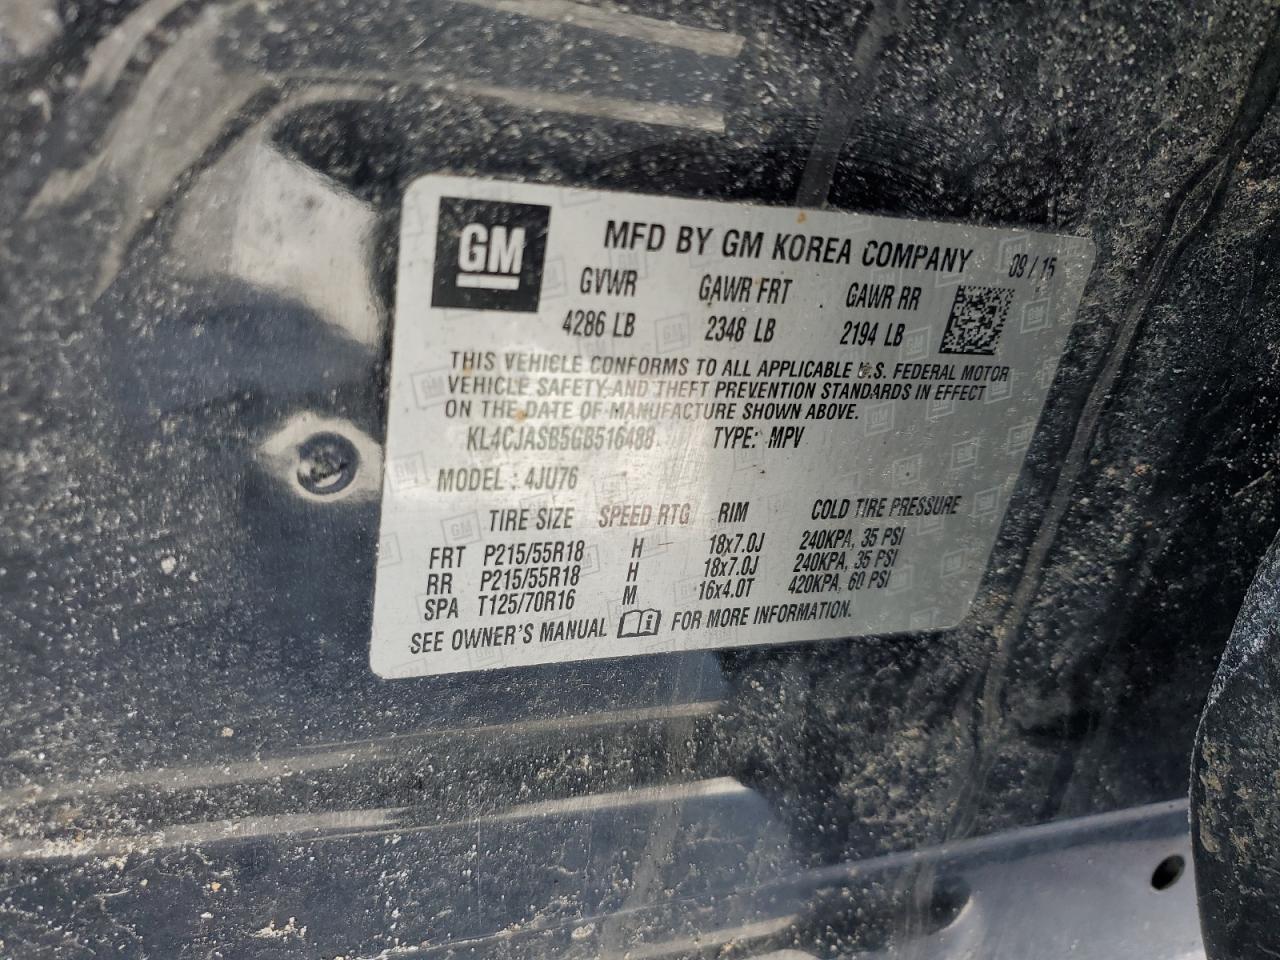 GM
MFD BY GM KOREA COMPANY 09 / 15
GVWR GAWR FRT GAWR RR
4286 LB 2348 LB 2194 LB
THIS VEHICLE CONFORMS TO ALL APPLICABLE U.S. FEDERAL MOTOR
VEHICLE SAFETY AND THEFT PREVENTION STANDARDS IN EFFECT
ON THE DATE OF MANUFACTURE SHOWN ABOVE.
KL4CJASB5GB516488 TYPE: MPV
MODEL : 4JU76
TIRE SIZE SPEED RTG RIM COLD TIRE PRESSURE
FRT P215/55R18 H 18x7.0J 240KPA, 35 PSI
RR P215/55R18 H 18x7.0J 240KPA, 35 PSI
SPA T125/70R16 M 16x4.0T 420KPA, 60 PSI
SEE OWNER'S MANUAL FOR MORE INFORMATION.